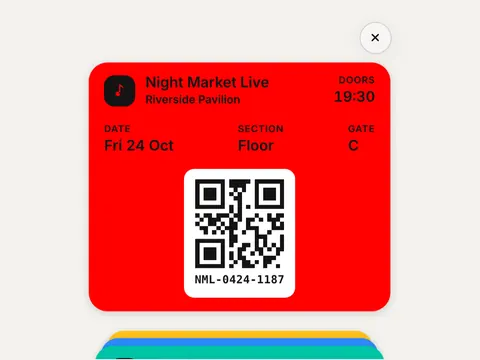 Night Market Live
Riverside Pavilion
DOORS
19:30
DATE
Fri 24 Oct
SECTION
Floor
GATE
C
NML-0424-1187